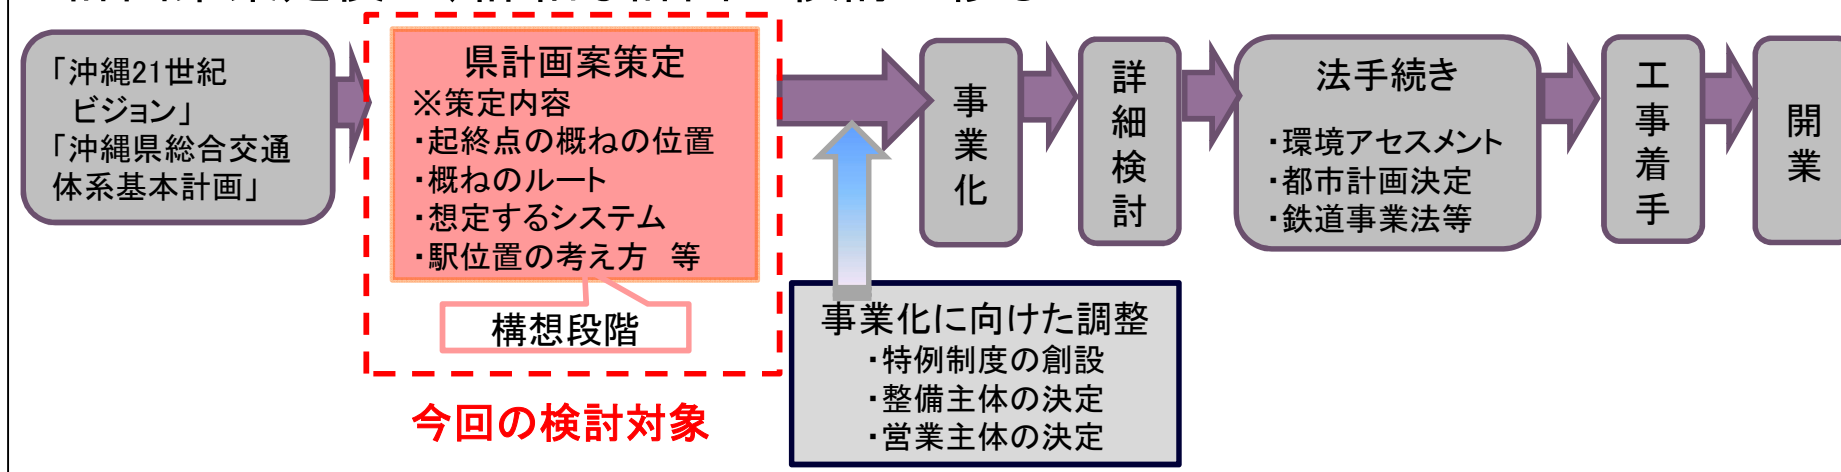 「沖縄21世紀
ビジョン」
「沖縄県総合交通
体系基本計画」
県計画案策定
※策定内容
・起終点の概ねの位置
・概ねのルート
・想定するシステム
・駅位置の考え方　等
構想段階
今回の検討対象
事業化に向けた調整
・特例制度の創設
・整備主体の決定
・営業主体の決定
事業化
詳細検討
法手続き
・環境アセスメント
・都市計画決定
・鉄道事業法等
工事着手
開業